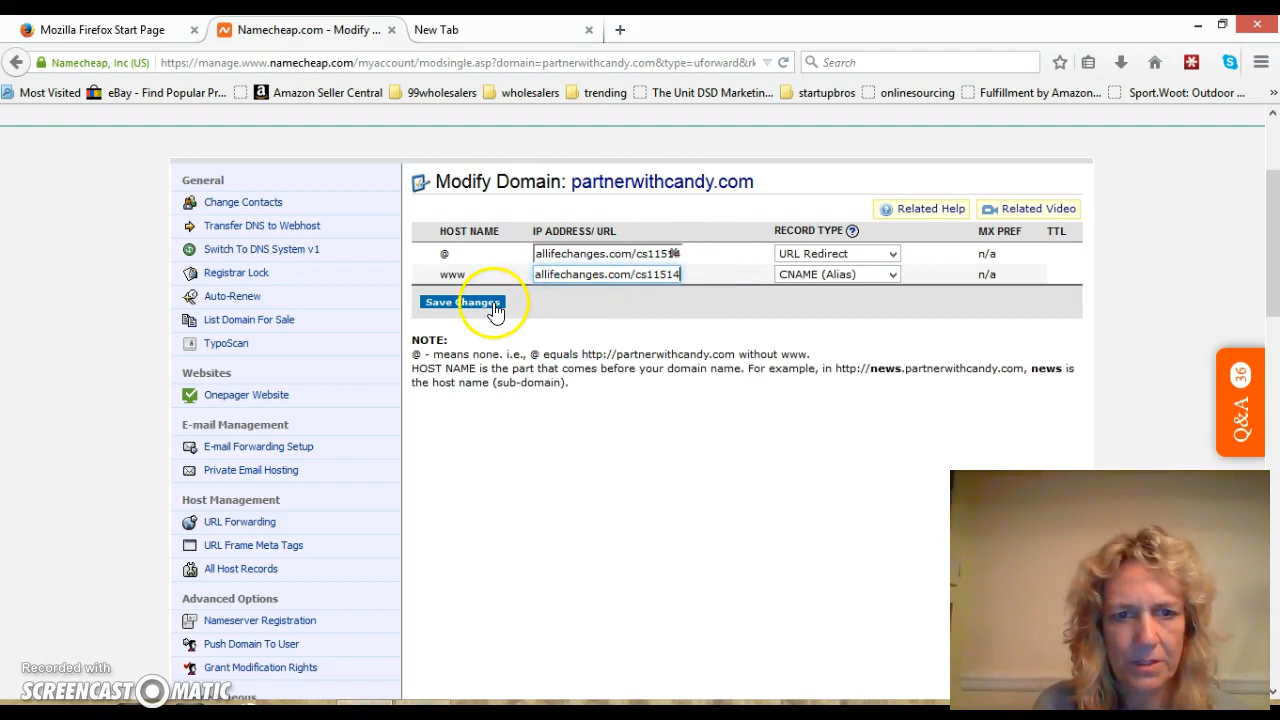 Mozilla Firefox Start Page
Namecheap.com - Modify ...
New Tab
Namecheap, Inc (US)
https://manage.www.namecheap.com/myaccount/modsingle.asp?domain=partnerwithcandy.com&type=uforward&rk
Search
Most Visited
eBay - Find Popular Pr...
Amazon Seller Central
99wholesalers
wholesalers
trending
The Unit DSD Marketin...
startupbros
onlinesourcing
Fulfillment by Amazon...
Sport.Woot: Outdoor ...
General
Change Contacts
Transfer DNS to Webhost
Switch To DNS System v1
Registrar Lock
Auto-Renew
List Domain For Sale
TypoScan
Websites
Onepager Website
E-mail Management
E-mail Forwarding Setup
Private Email Hosting
Host Management
URL Forwarding
URL Frame Meta Tags
All Host Records
Advanced Options
Nameserver Registration
Push Domain To User
Grant Modification Rights
Modify Domain: partnerwithcandy.com
Related Help
Related Video
HOST NAME IP ADDRESS/ URL RECORD TYPE MX PREF TTL
@ allifechanges.com/cs11514 URL Redirect n/a
www allifechanges.com/cs11514 CNAME (Alias) n/a
Save Changes
NOTE:
@ - means none. i.e., @ equals http://partnerwithcandy.com without www.
HOST NAME is the part that comes before your domain name. For example, in http://news.partnerwithcandy.com, news is
the host name (sub-domain).
Q&A 36
Recorded with
SCREENCAST MATIC